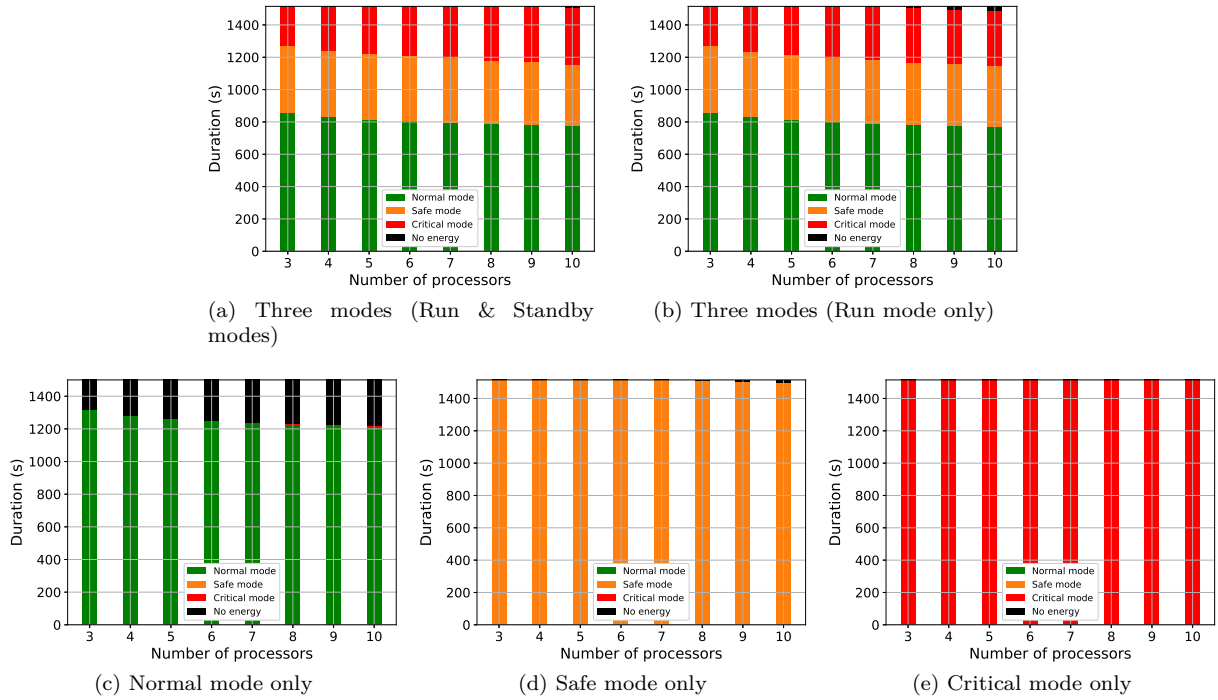 1400
1200
1000
800
600
400
200
0
Duration (s)
Normal mode
Safe mode
Critical mode
No energy
3 4 5 6 7 8 9 10
Number of processors
(a) Three modes (Run & Standby
modes)
1400
1200
1000
800
600
400
200
0
Duration (s)
Normal mode
Safe mode
Critical mode
No energy
3 4 5 6 7 8 9 10
Number of processors
(b) Three modes (Run mode only)
1400
1200
1000
800
600
400
200
0
Duration (s)
Normal mode
Safe mode
Critical mode
No energy
3 4 5 6 7 8 9 10
Number of processors
(c) Normal mode only
1400
1200
1000
800
600
400
200
0
Duration (s)
Normal mode
Safe mode
Critical mode
No energy
3 4 5 6 7 8 9 10
Number of processors
(d) Safe mode only
1400
1200
1000
800
600
400
200
0
Duration (s)
Normal mode
Safe mode
Critical mode
No energy
3 4 5 6 7 8 9 10
Number of processors
(e) Critical mode only